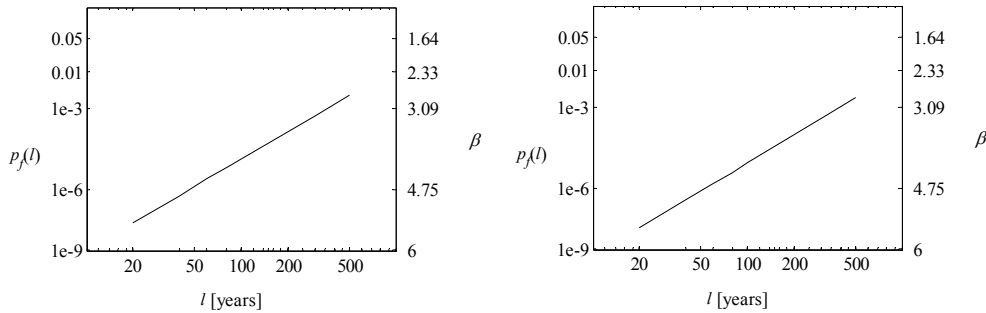 0.05
0.01
1e-3
1e-6
1e-9
p_f(l)
1.64
2.33
3.09
4.75
6
β
20 50 100 200 500
l [years]
0.05
0.01
1e-3
1e-6
1e-9
p_f(l)
1.64
2.33
3.09
4.75
6
β
20 50 100 200 500
l [years]